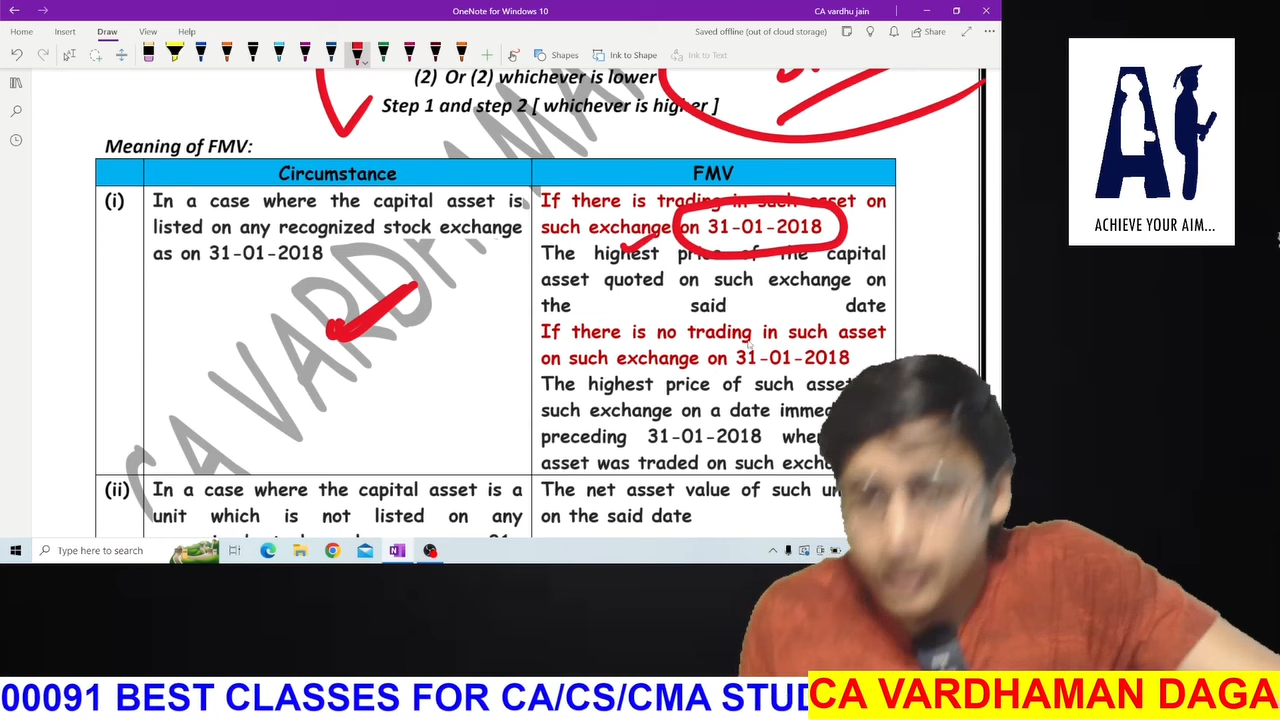 OneNote for Windows 10
CA vardhu jain
Home Insert Draw View Help
Saved offline (out of cloud storage)
Share
Shapes
Ink to Shape
Ink to Text
(2) Or (2) whichever is lower
Step 1 and step 2 [ whichever is higher ]
Meaning of FMV:
Circumstance
FMV
(i)
In a case where the capital asset is
listed on any recognized stock exchange
as on 31-01-2018
If there is trading in such asset on
such exchange on 31-01-2018
The highest price of the capital
asset quoted on such exchange on
the said date
If there is no trading in such asset
on such exchange on 31-01-2018
The highest price of such asset
such exchange on a date
preceding 31-01-2018
asset was traded on such
(ii)
In a case where the capital asset is a
unit which is not listed on any
The net asset value of such
on the said date
CA
Type here to search
AI
ACHIEVE YOUR AIM...
00091 BEST CLASSES FOR CA/CS/CMA
CA VARDHAMAN DAGA